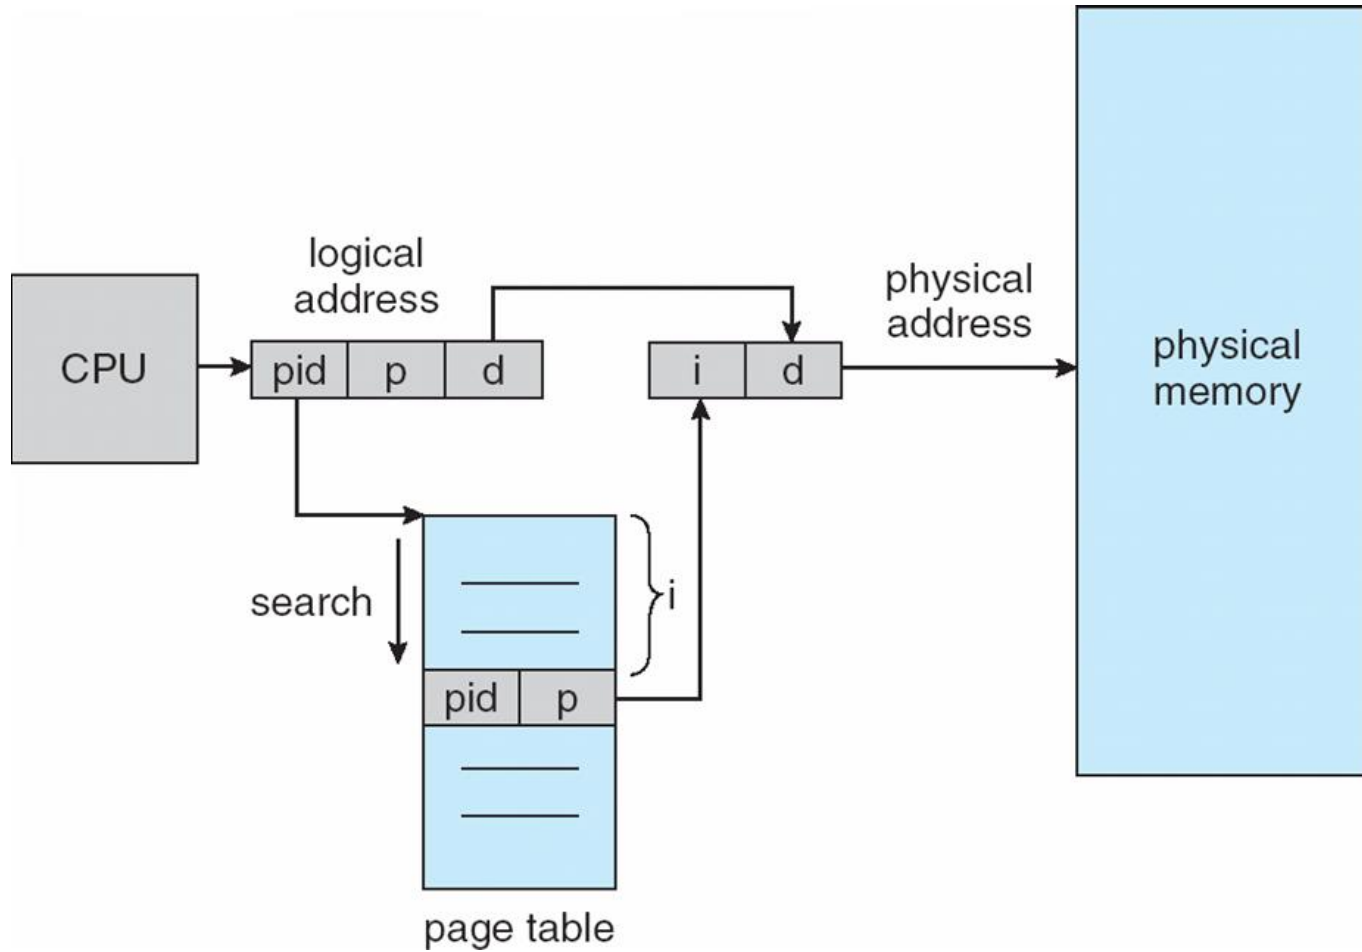 logical
address
physical
address
CPU
pid
p
d
i
d
physical
memory
search
i
pid
p
page table